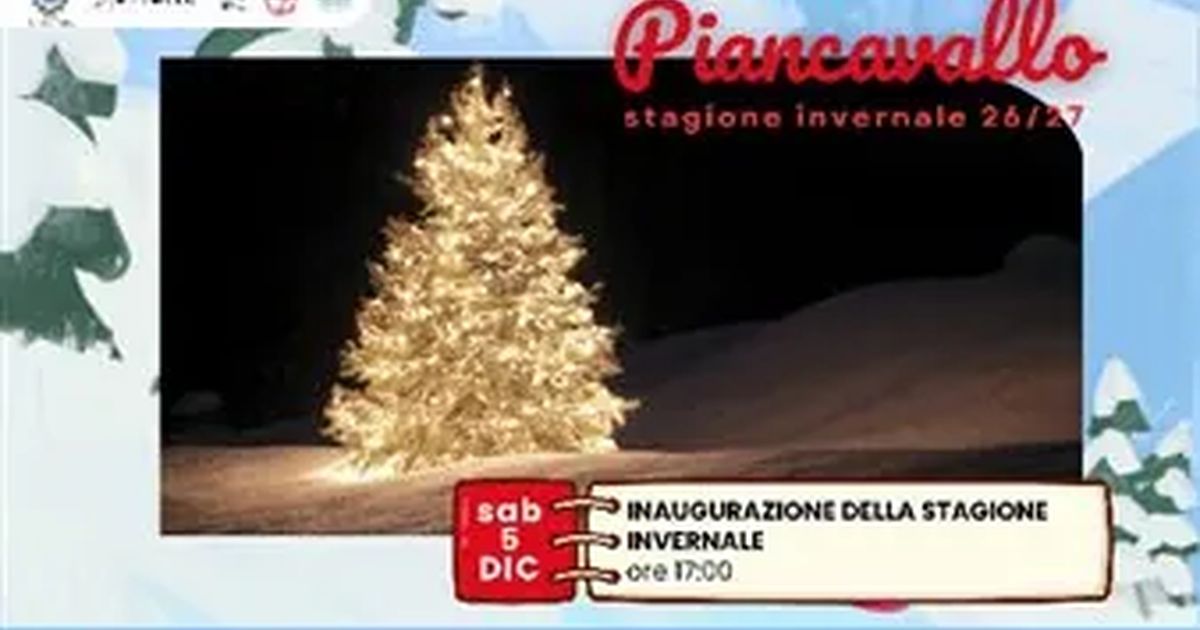 Piancavallo
stagione invernale 26/27
sab
5
DIC
INAUGURAZIONE DELLA STAGIONE
INVERNALE
ore 17:00